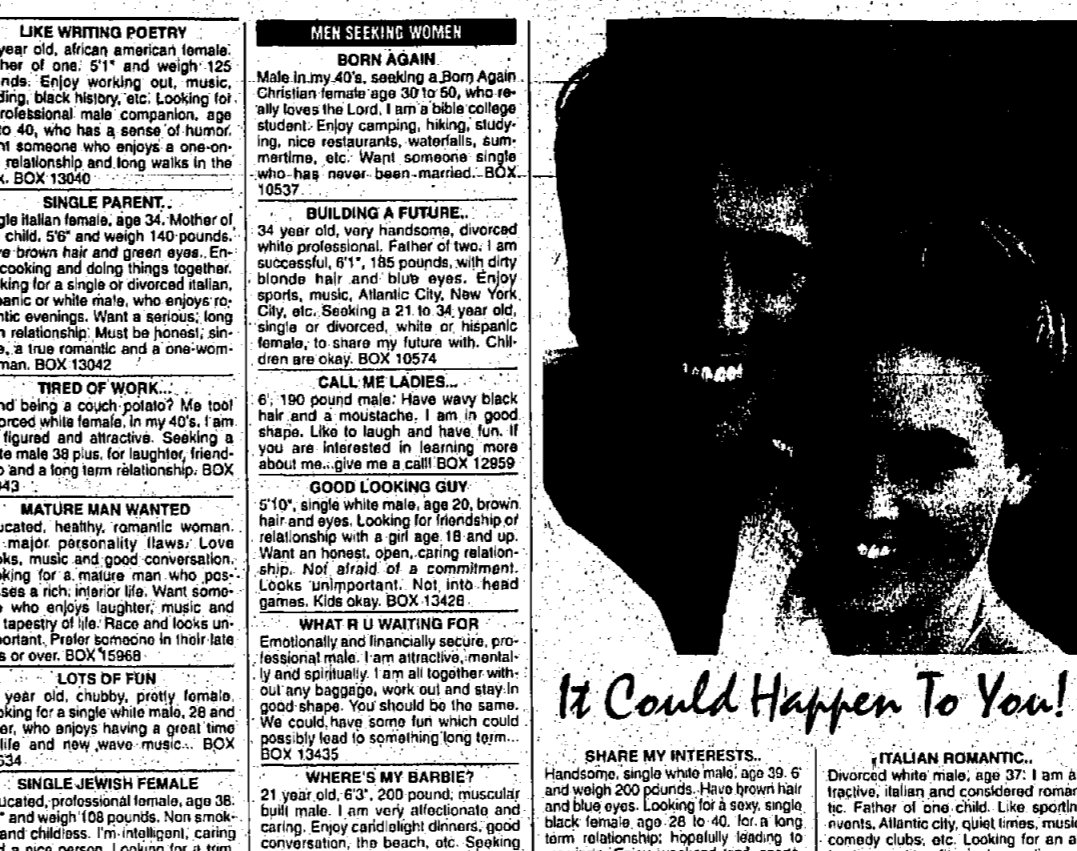 LIKE WRITING POETRY
year old, african american female.
her of one. 5'1" and weigh 125
nds. Enjoy working out, music,
ding, black history, etc. Looking for
rofessional male companion, age
to 40, who has a sense of humor.
nt someone who enjoys a one-on-
relationship and long walks in the
k. BOX 13040
SINGLE PARENT..
gle italian female, age 34. Mother of
child. 5'6" and weigh 140 pounds.
ve brown hair and green eyes. En-
cooking and doing things together.
king for a single or divorced italian,
panic or white male, who enjoys ro-
ntic evenings. Want a serious, long
m relationship. Must be honest, sin-
e, a true romantic and a one-wom-
man. BOX 13042
TIRED OF WORK...
nd being a couch potato? Me too!
orced white female, in my 40's. I am
figured and attractive. Seeking a
te male 38 plus, for laughter, friend-
p and a long term relationship. BOX
043
MATURE MAN WANTED
ucated, healthy, romantic woman.
major personality flaws. Love
oks, music and good conversation.
oking for a mature man who pos-
sses a rich, interior life. Want some-
e who enjoys laughter, music and
tapestry of life. Race and looks un-
portant. Prefer someone in their late
s or over. BOX 15968
LOTS OF FUN
year old, chubby, pretty female,
oking for a single white male, 28 and
er, who enjoys having a great time
life and new wave music... BOX
534
SINGLE JEWISH FEMALE
ucated, professional female, age 38.
" and weigh 108 pounds. Non smok-
and childless. I'm intelligent, caring
d a nice person. Looking for a trim,
MEN SEEKING WOMEN
BORN AGAIN
Male in my 40's, seeking a Born Again
Christian female age 30 to 50, who re-
ally loves the Lord. I am a bible college
student. Enjoy camping, hiking, study-
ing, nice restaurants, waterfalls, sum-
mertime, etc. Want someone single
who has never been married. BOX
10537
BUILDING A FUTURE..
34 year old, very handsome, divorced
white professional. Father of two. I am
successful, 6'1", 185 pounds, with dirty
blonde hair and blue eyes. Enjoy
sports, music, Atlantic City, New York
City, etc. Seeking a 21 to 34 year old,
single or divorced, white or hispanic
female, to share my future with. Chil-
dren are okay. BOX 10574
CALL ME LADIES...
6', 190 pound male. Have wavy black
hair and a moustache. I am in good
shape. Like to laugh and have fun. If
you are interested in learning more
about me...give me a call! BOX 12959
GOOD LOOKING GUY
5'10", single white male, age 20, brown
hair and eyes. Looking for friendship or
relationship with a girl age 18 and up.
Want an honest, open, caring relation-
ship. Not afraid of a commitment.
Looks unimportant. Not into head
games. Kids okay. BOX 13428
WHAT R U WAITING FOR
Emotionally and financially secure, pro-
fessional male. I am attractive, mental-
ly and spiritually. I am all together with-
out any baggage, work out and stay in
good shape. You should be the same.
We could have some fun which could
possibly lead to something long term...
BOX 13435
WHERE'S MY BARBIE?
21 year old, 6'3", 200 pound, muscular
built male. I am very affectionate and
caring. Enjoy candlelight dinners, good
conversation, the beach, etc. Seeking
It Could Happen To You!
SHARE MY INTERESTS..
Handsome, single white male, age 39. 6'
and weigh 200 pounds. Have brown hair
and blue eyes. Looking for a sexy, single
black female, age 28 to 40, for a long
term relationship; hopefully leading to
ITALIAN ROMANTIC..
Divorced white male, age 37. I am a
tractive, italian and considered roman
tic. Father of one child. Like sportin
events, Atlantic city, quiet times, music
comedy clubs, etc. Looking for an a